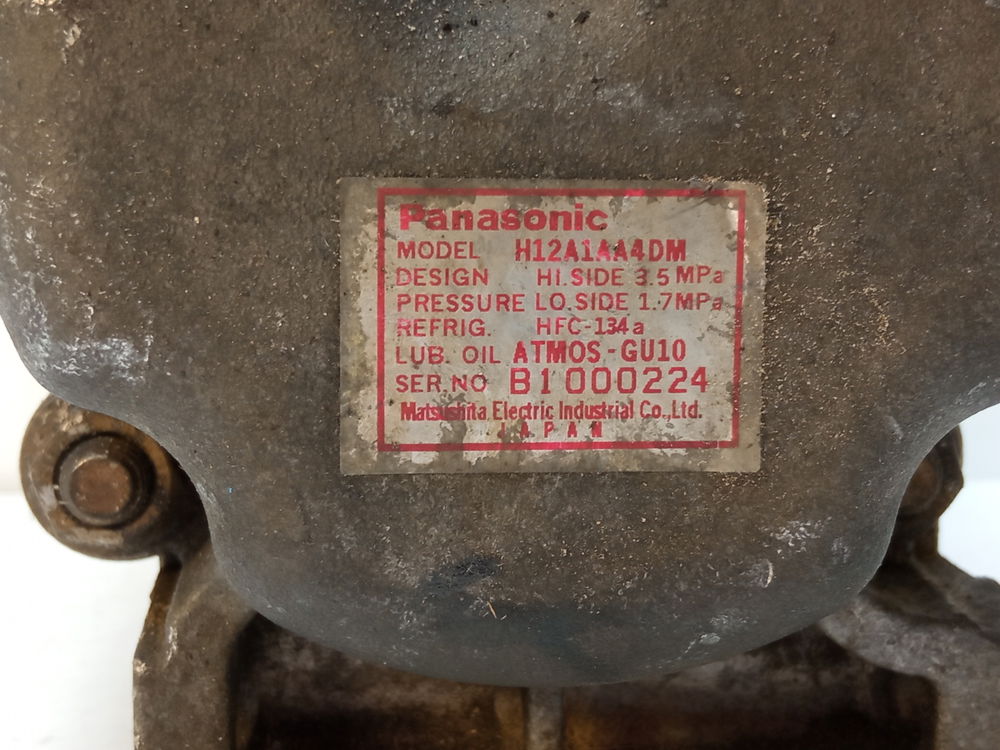 Panasonic
MODEL H12A1AA4DM
DESIGN HI.SIDE 3.5 MPa
PRESSURE LO.SIDE 1.7MPa
REFRIG. HFC-134a
LUB. OIL ATMOS-GU10
SER.NO B1000224
Matsushita Electric Industrial Co.,Ltd.
JAPAN